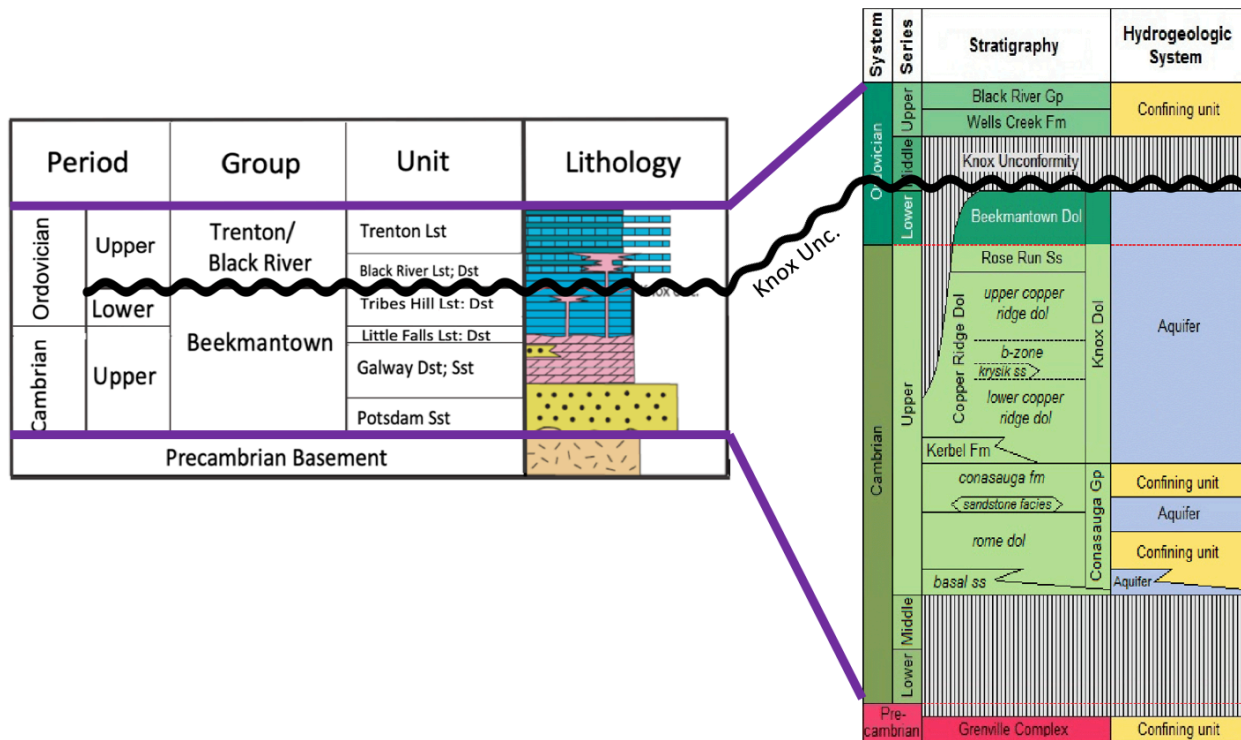 Period
Group
Unit
Lithology
Ordovician
Upper
Trenton/
Black River
Trenton Lst
Black River Lst; Dst
Lower
Tribes Hill Lst: Dst
Cambrian
Upper
Beekmantown
Little Falls Lst: Dst
Galway Dst; Sst
Potsdam Sst
Precambrian Basement
Knox Unc.
System
Series
Stratigraphy
Hydrogeologic
System
Ordovician
Upper
Black River Gp
Wells Creek Fm
Confining unit
Middle
Knox Unconformity
Lower
Beekmantown Dol
Cambrian
Upper
Copper Ridge Dol
Rose Run Ss
upper copper
ridge dol
b-zone
krysik ss
lower copper
ridge dol
Knox Dol
Aquifer
Kerbel Fm
conasauga fm
Confining unit
sandstone facies
Aquifer
rome dol
Confining unit
basal ss
Conasauga Gp
Aquifer
Middle
Lower
Pre-
cambrian
Grenville Complex
Confining unit